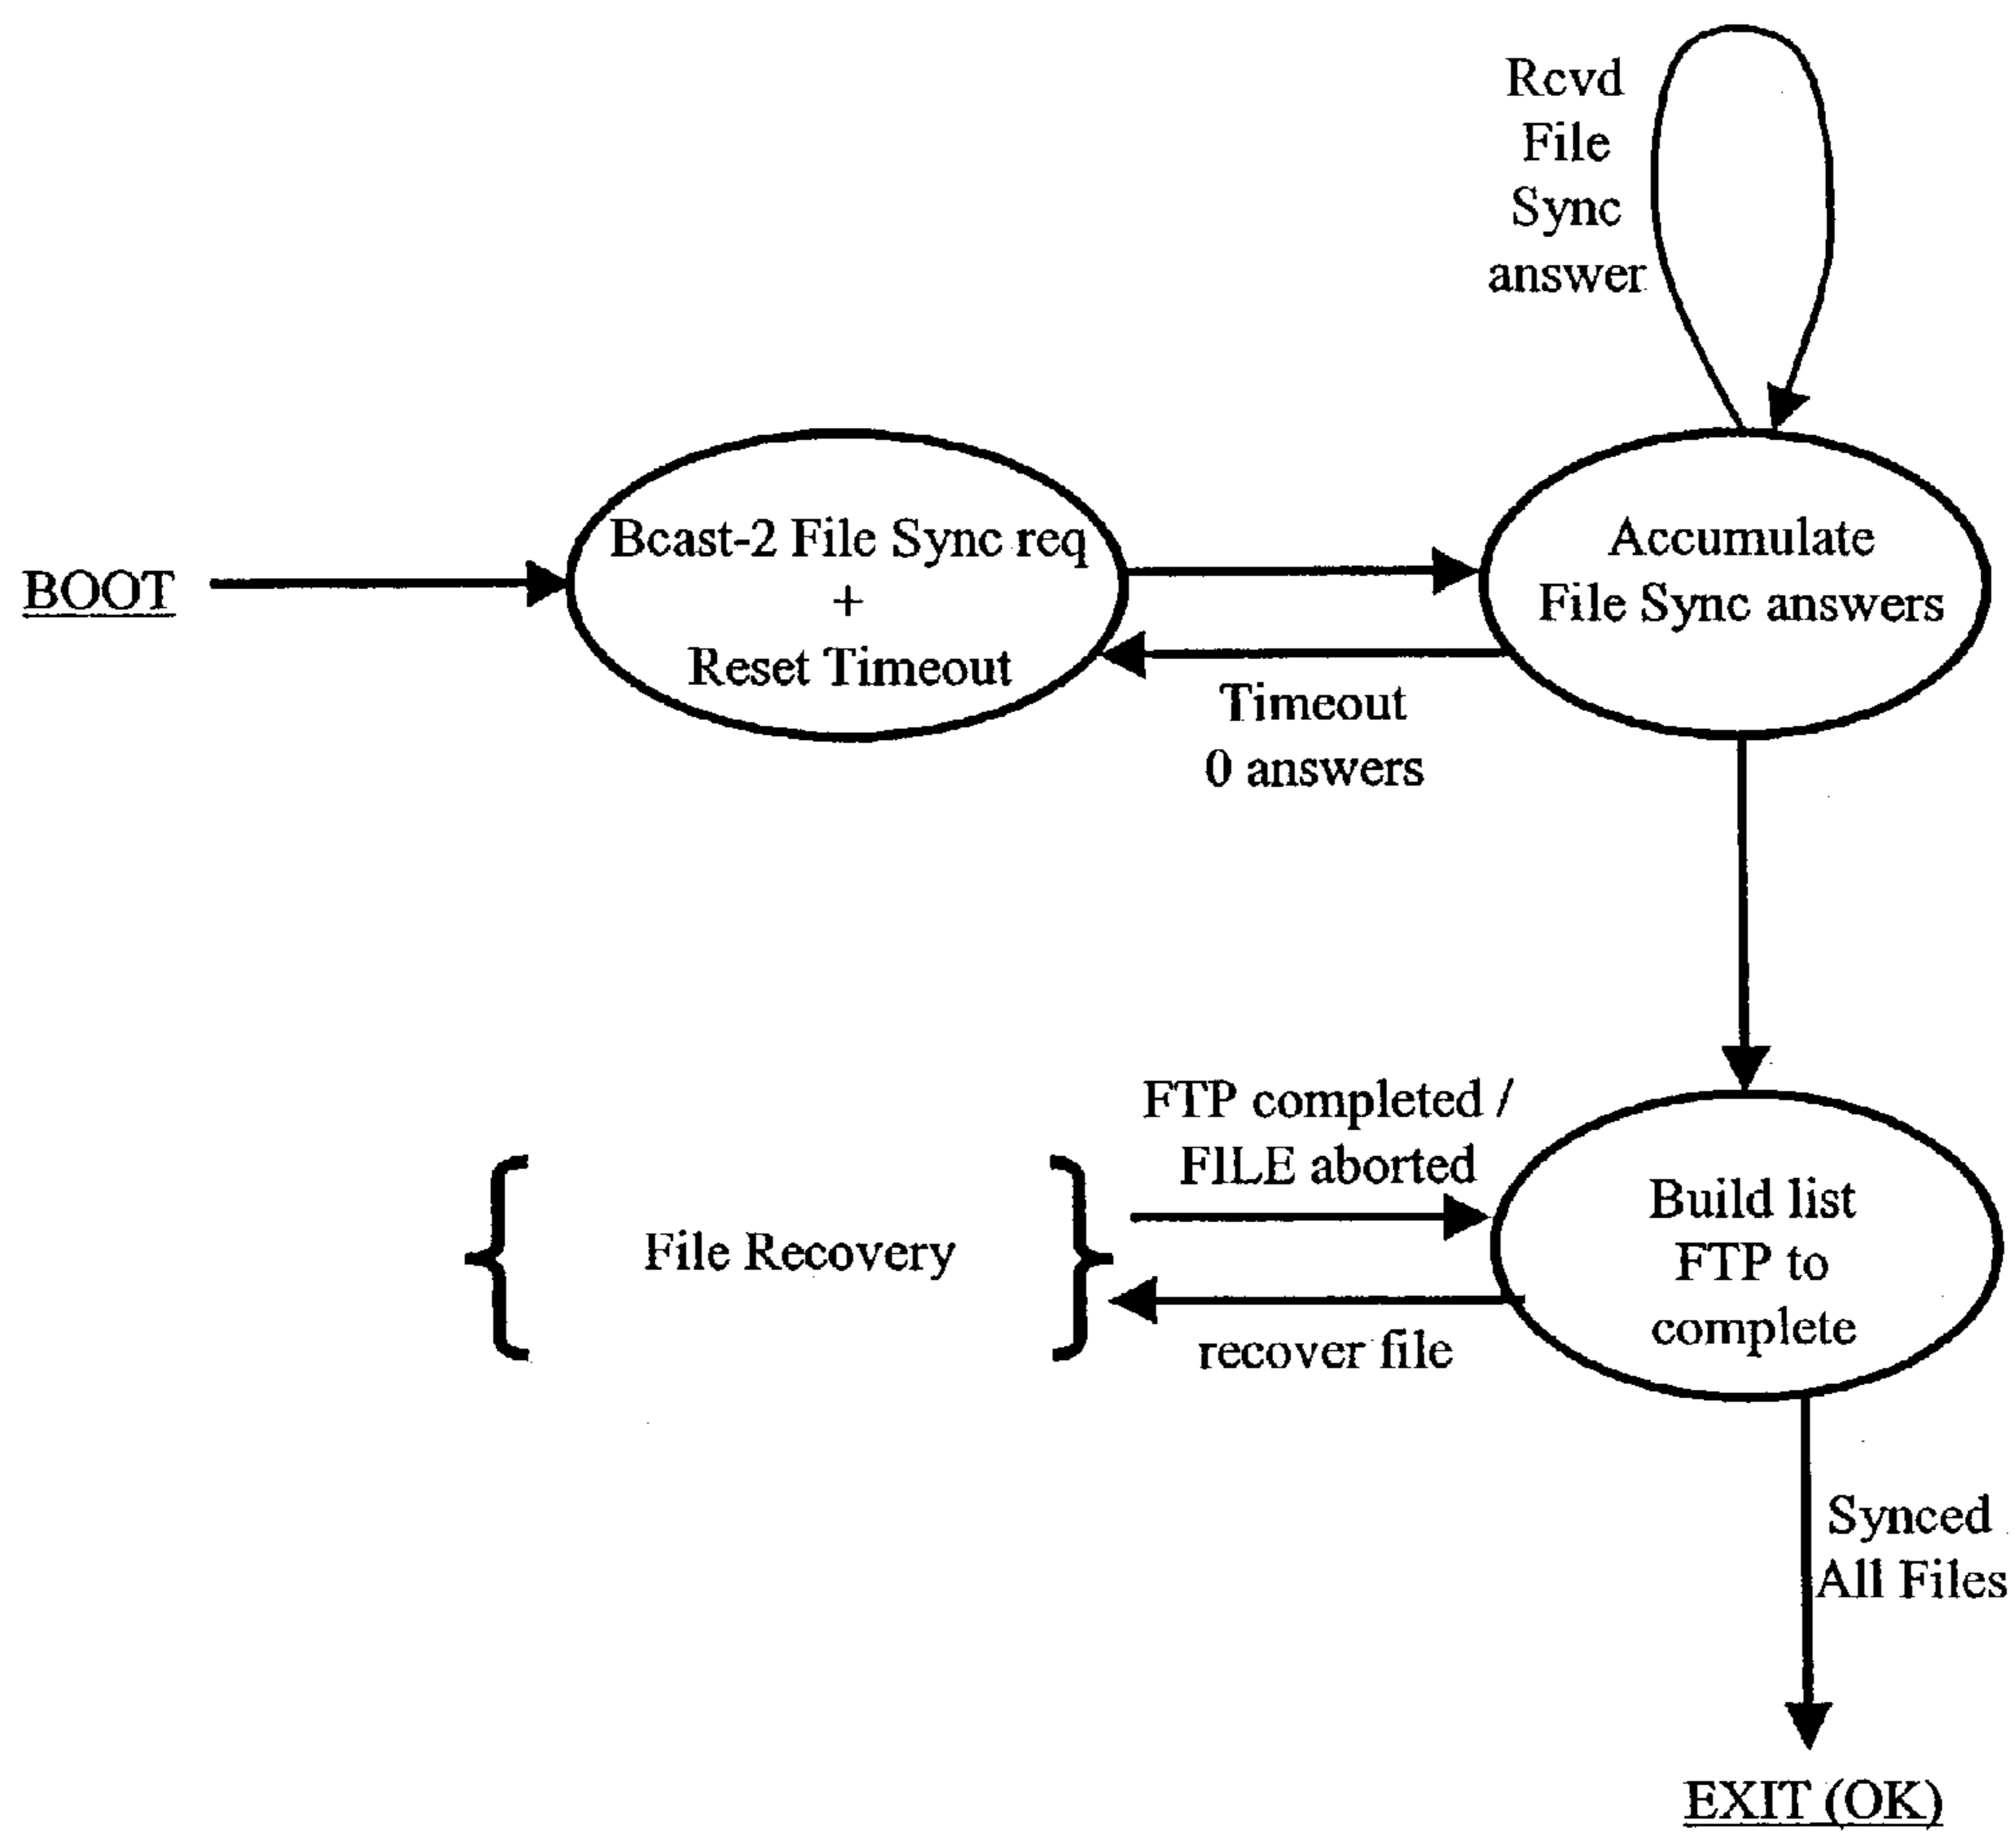 Rcvd
File
Sync
answer
BOOT
Bcast-2 File Sync req
+
Reset Timeout
Accumulate
File Sync answers
Timeout
0 answers
FTP completed /
FILE aborted
File Recovery
recover file
Build list
FTP to
complete
Synced
All Files
EXIT (OK)